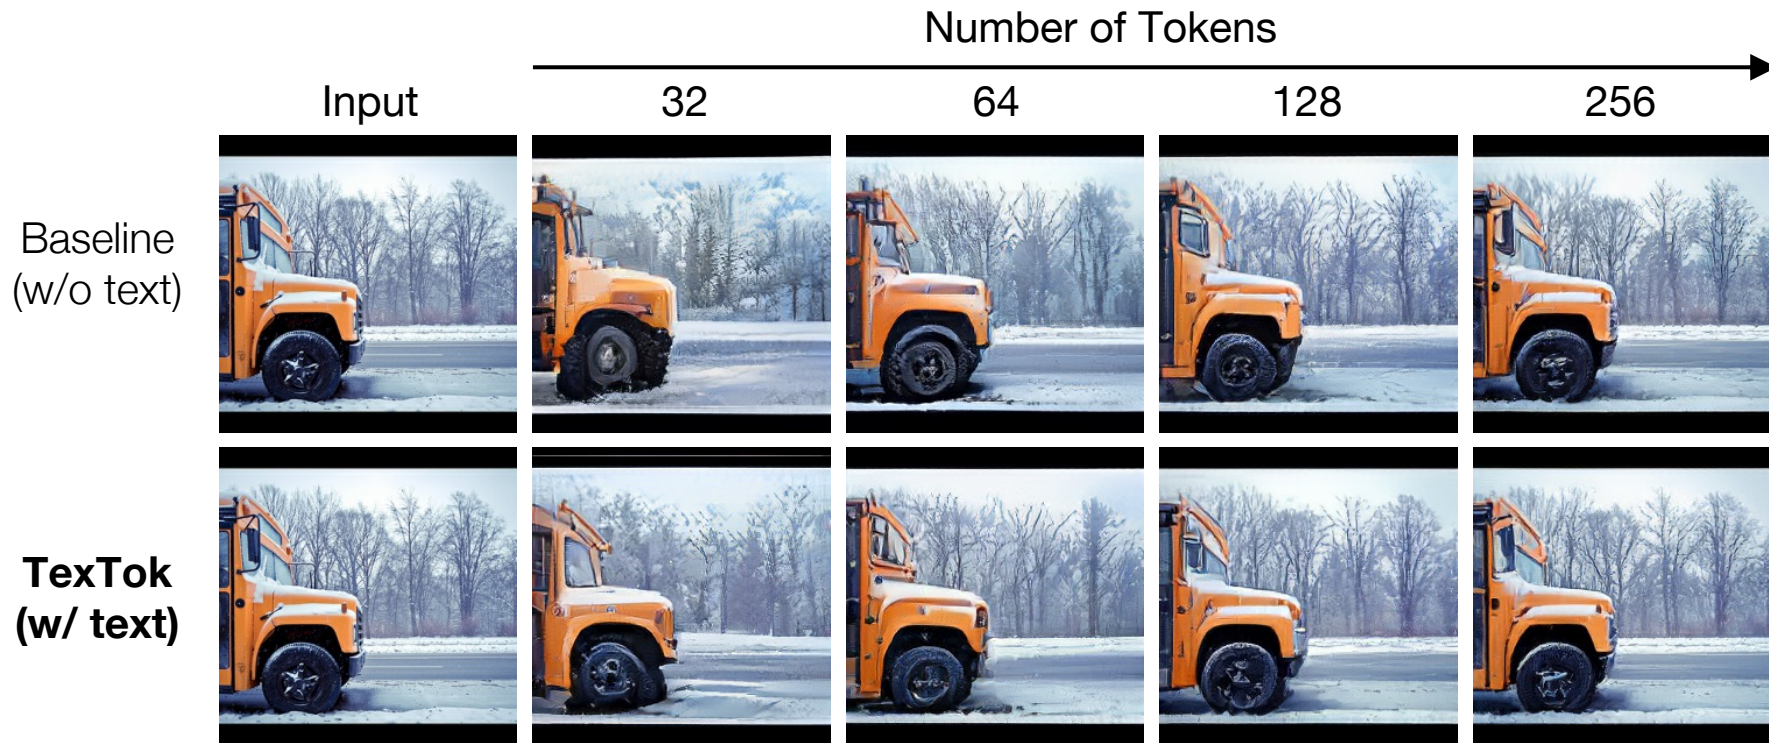 Number of Tokens
Input
32
64
128
256
Baseline
(w/o text)
TexTok
(w/ text)